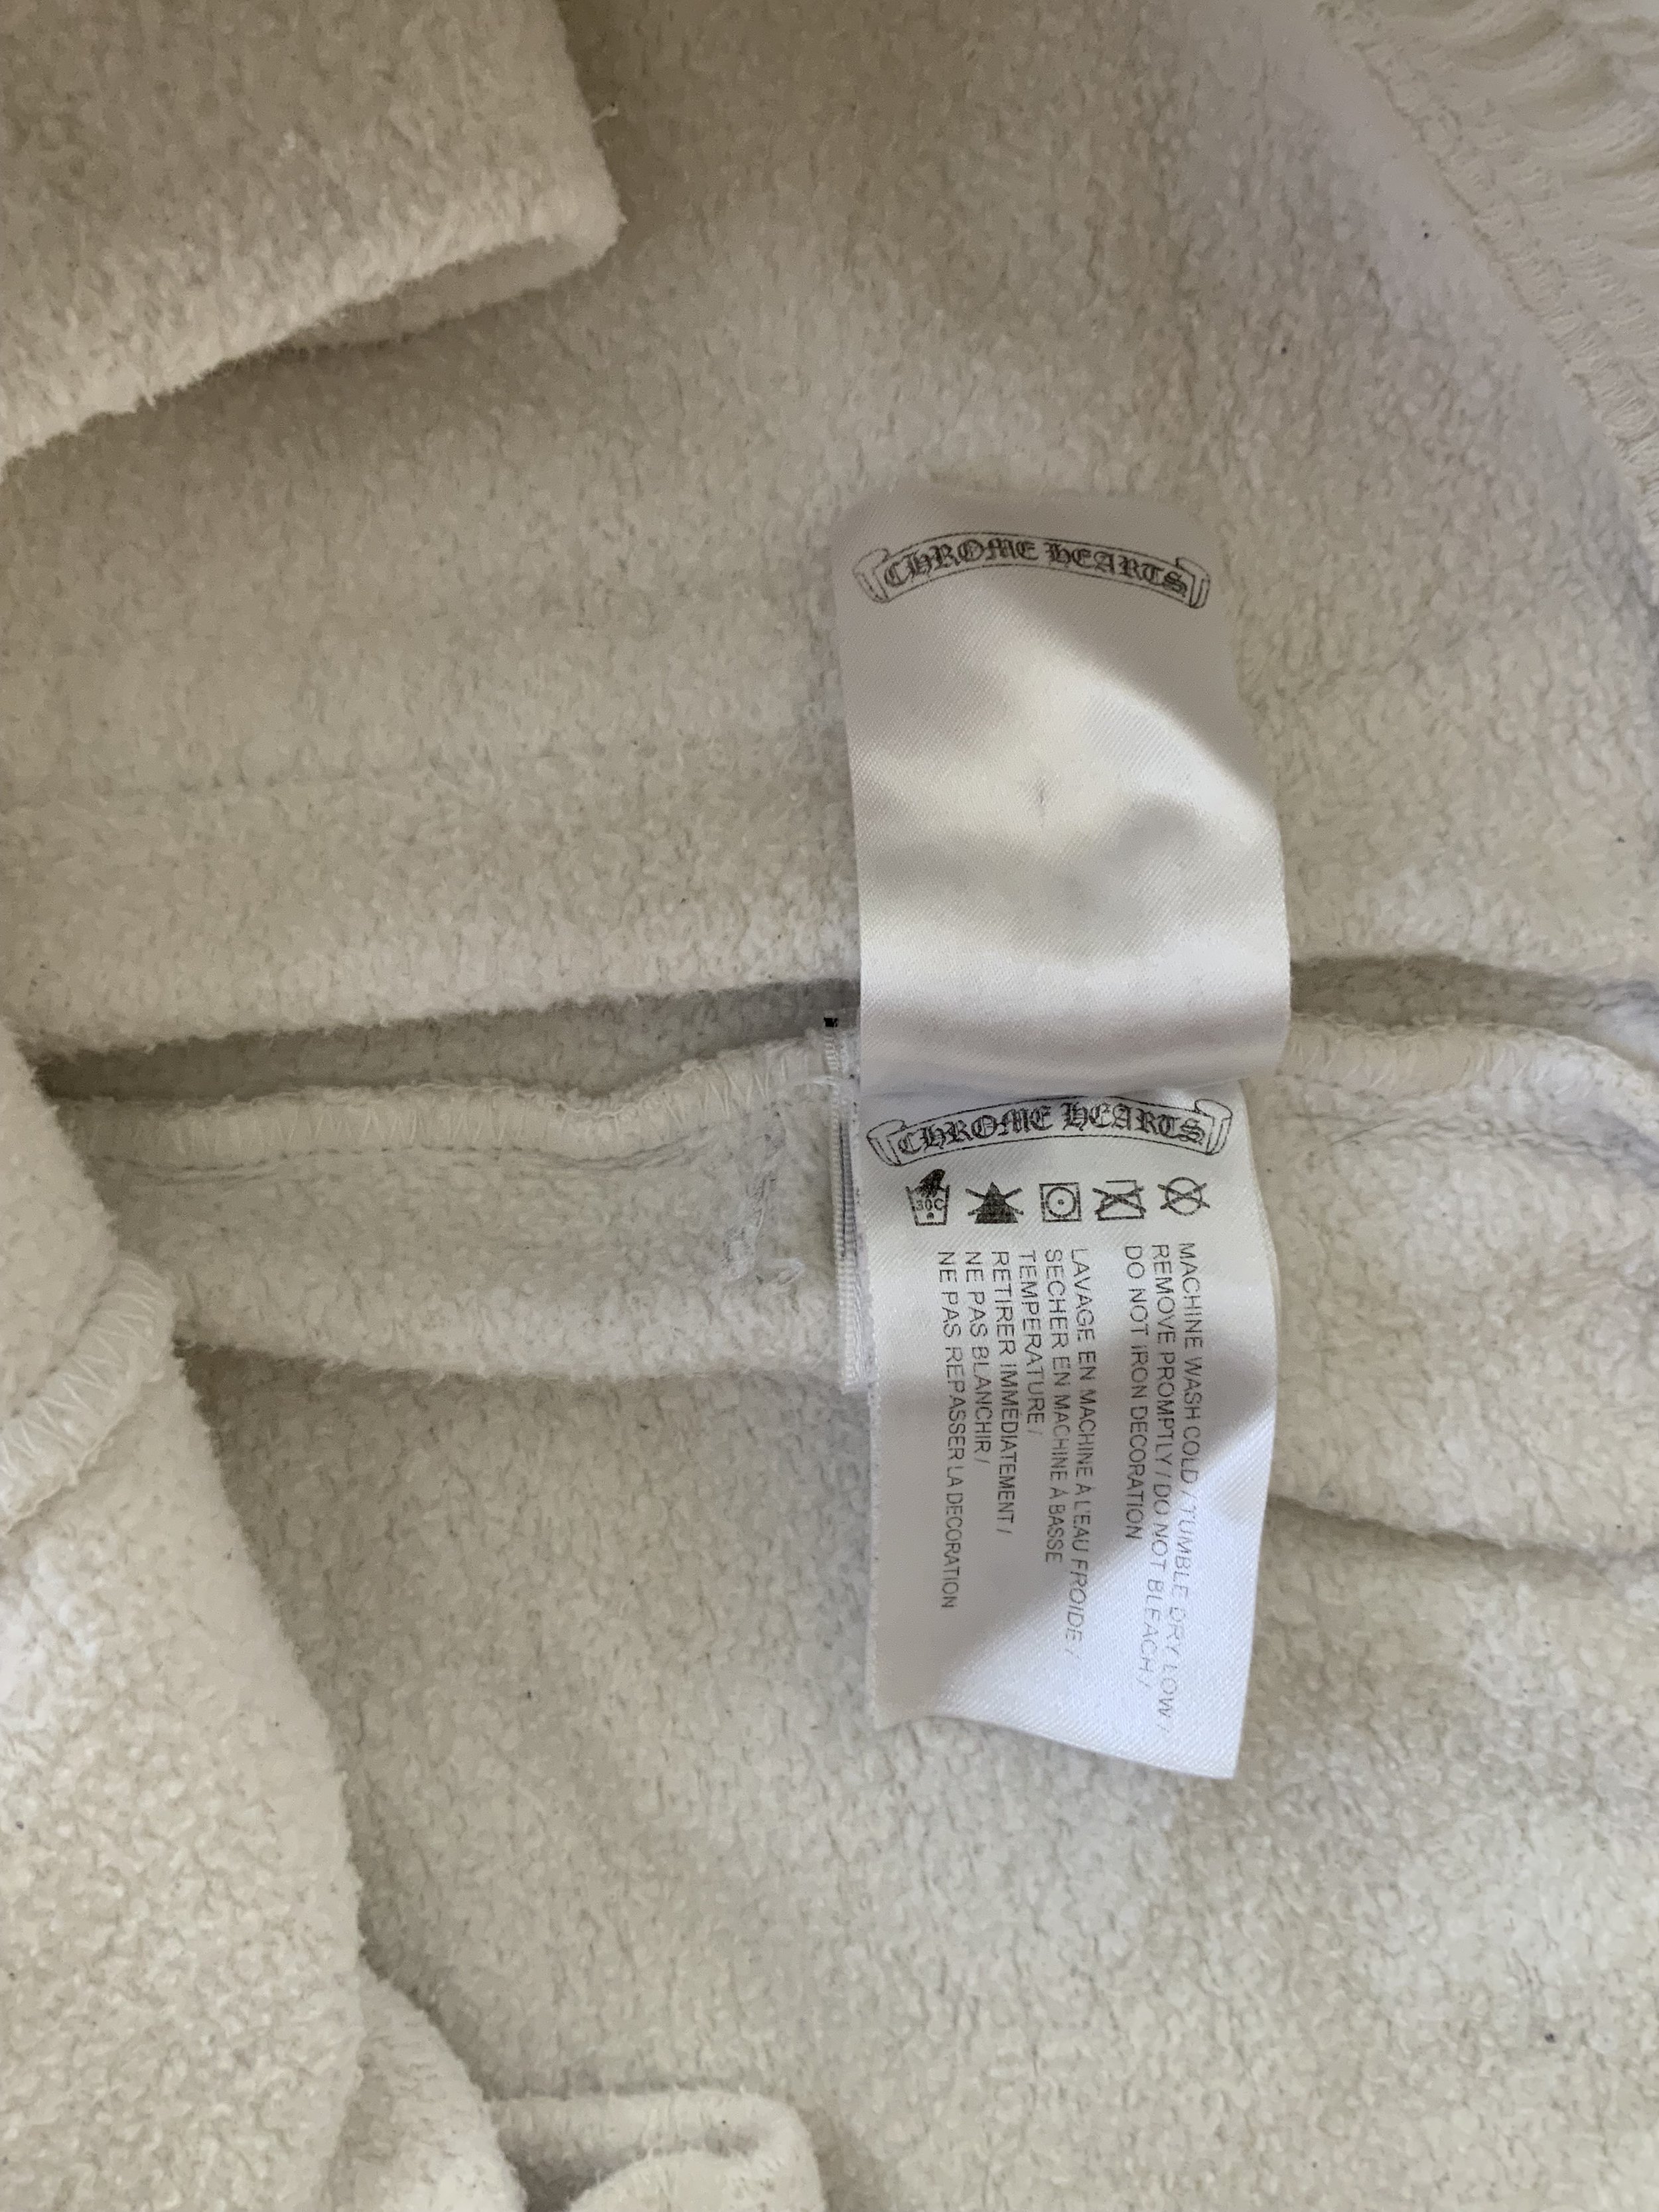 CHROME HEARTS
CHROME HEARTS
30C
MACHINE WASH COLD / TUMBLE DRY LOW /
REMOVE PROMPTLY / DO NOT BLEACH /
DO NOT IRON DECORATION
LAVAGE EN MACHINE À L'EAU FROIDE /
SECHER EN MACHINE À BASSE
TEMPERATURE /
RETIRER IMMÉDIATEMENT /
NE PAS BLANCHIR /
NE PAS REPASSER LA DECORATION